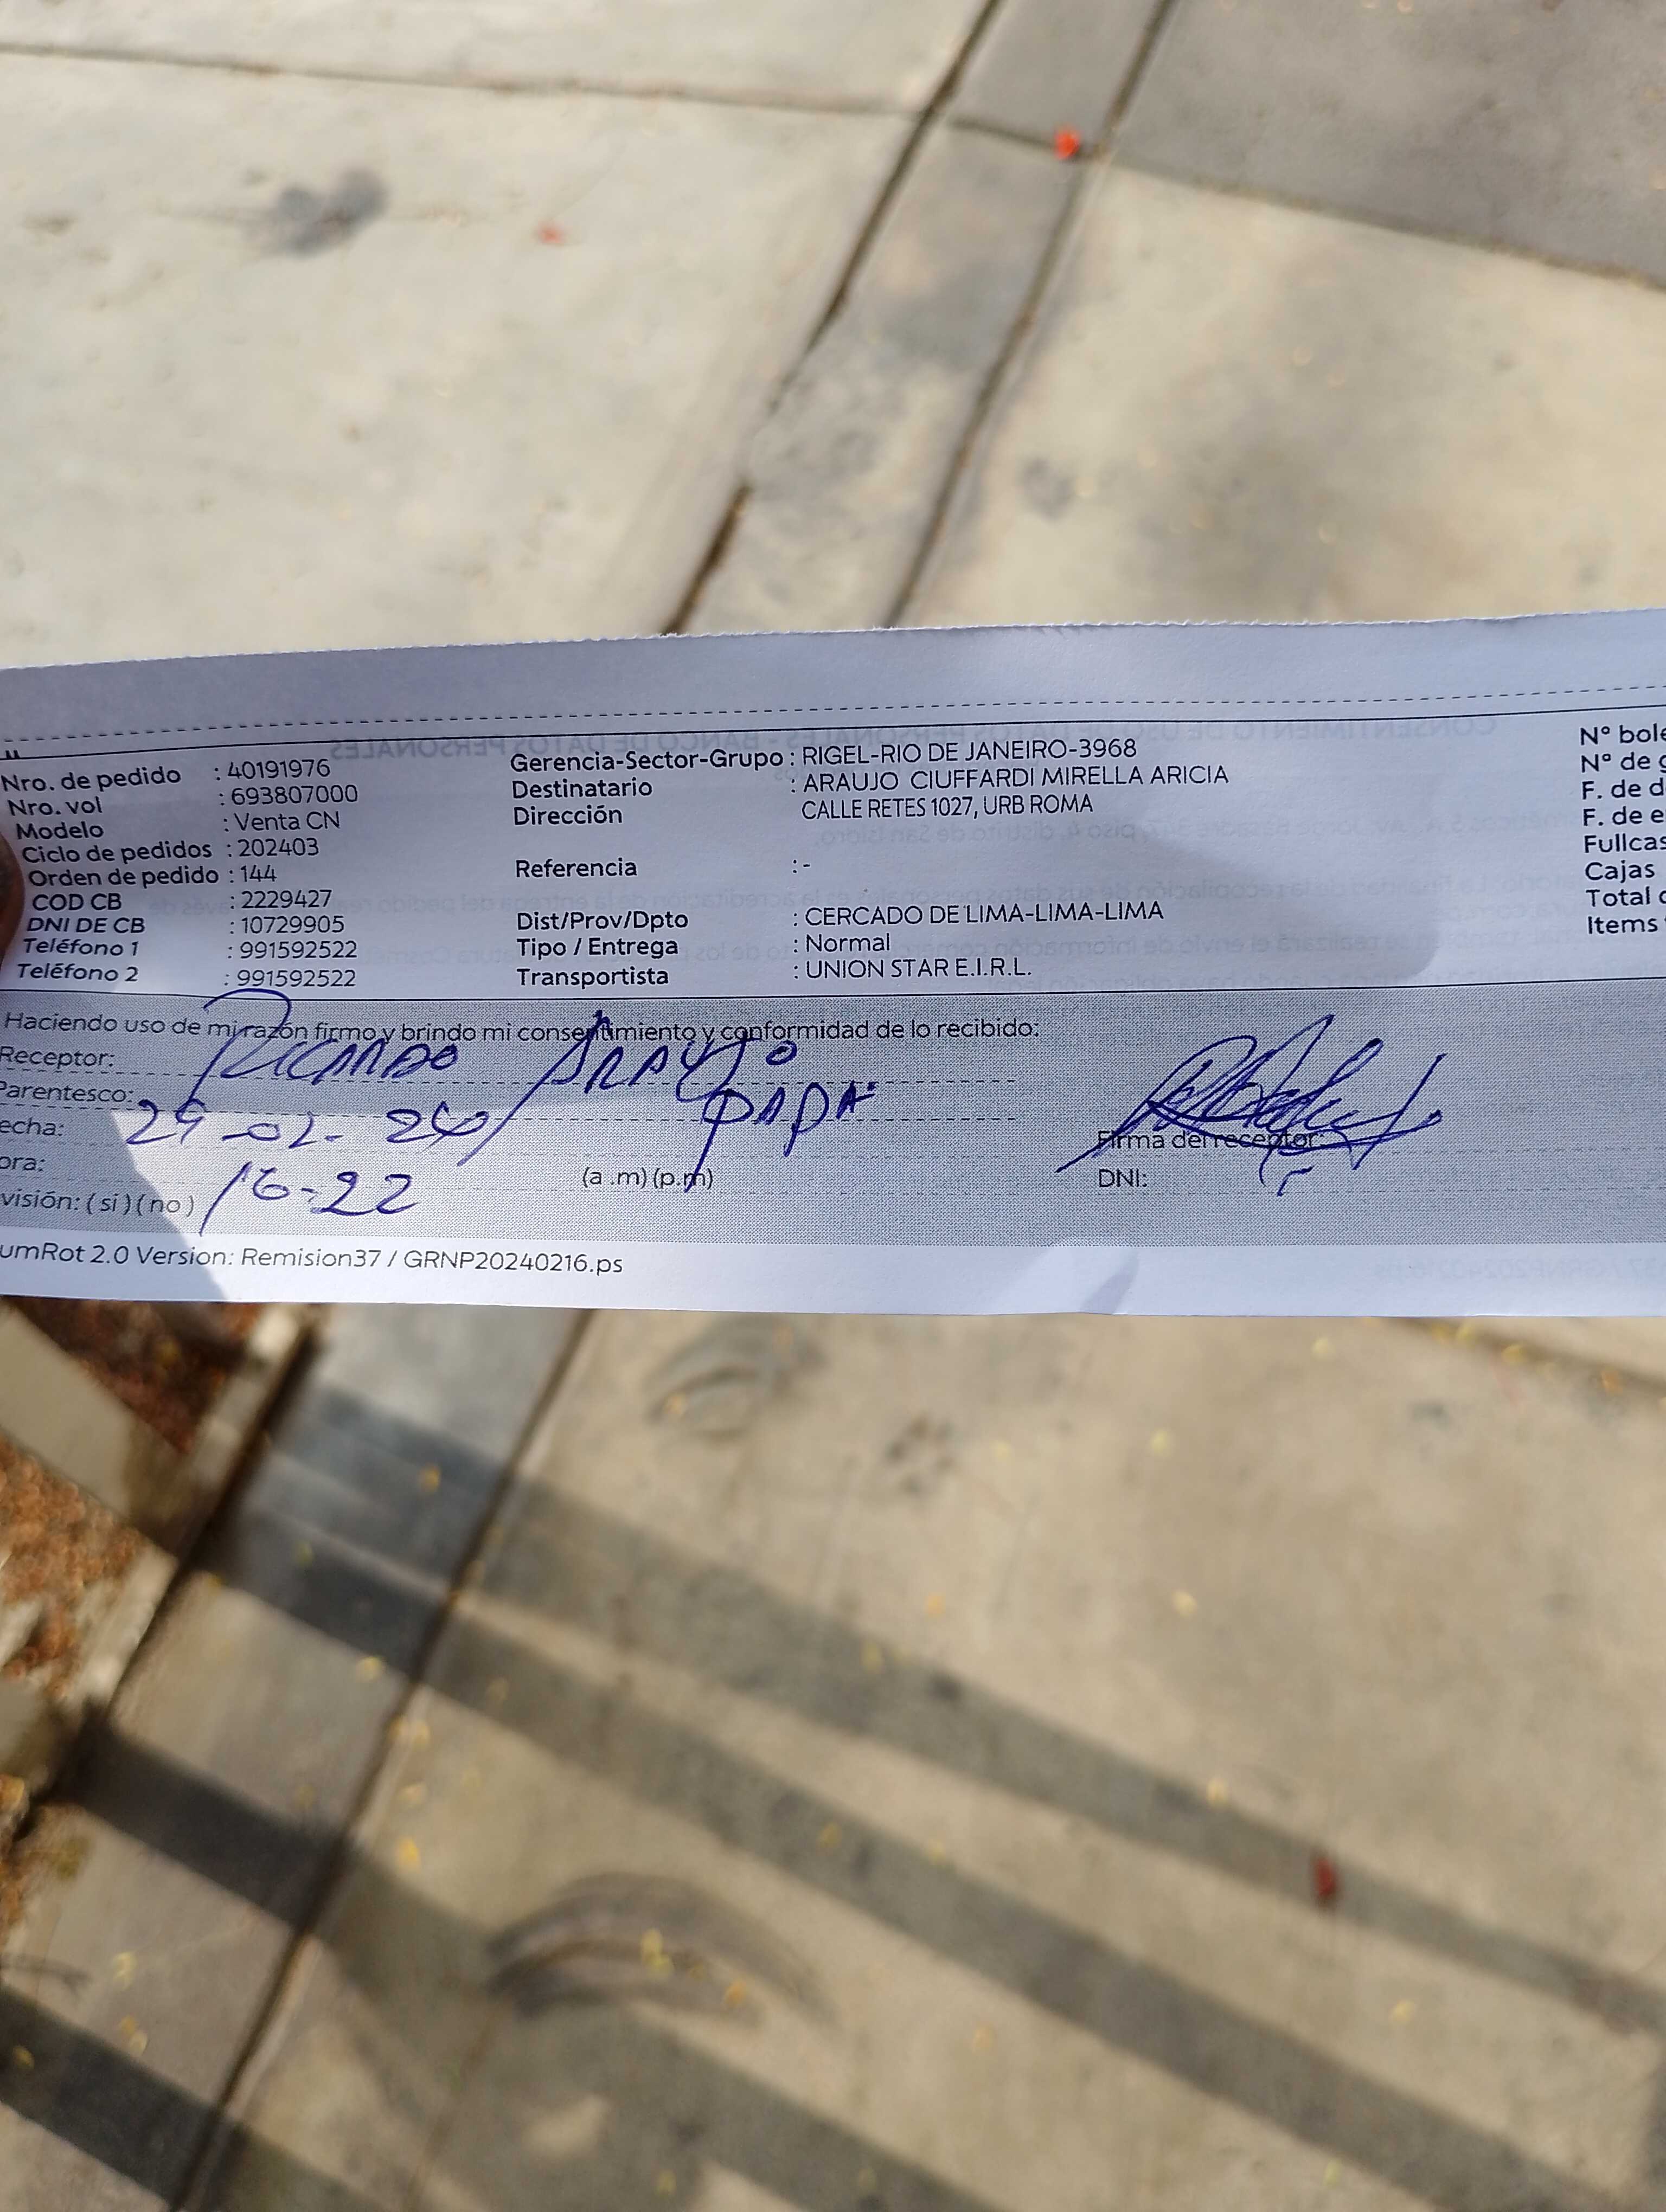 Nro. de pedido : 40191976
Nro. vol : 693807000
Modelo : Venta CN
Ciclo de pedidos : 202403
Orden de pedido : 144
COD CB : 2229427
DNI DE CB : 10729905
Teléfono 1 : 991592522
Teléfono 2 : 991592522
Gerencia-Sector-Grupo : RIGEL-RIO DE JANEIRO-3968
Destinatario : ARAUJO CIUFFARDI MIRELLA ARICIA
Dirección CALLE RETES 1027, URB ROMA
Referencia : -
Dist/Prov/Dpto : CERCADO DE LIMA-LIMA-LIMA
Tipo / Entrega : Normal
Transportista : UNION STAR E.I.R.L.
Nº bole
Nº de g
F. de d
F. de e
Fullcas
Cajas
Total c
Items
Haciendo uso de mi razón firmo y brindo mi consentimiento y conformidad de lo recibido:
Receptor: RICARDO ARAUJO
Parentesco: PAPA
echa: -02- 24
ora: 16-22 (a .m) (p.m)
visión: ( si ) ( no )
Firma del receptor:
DNI:
umRot 2.0 Version: Remision37 / GRNP20240216.ps